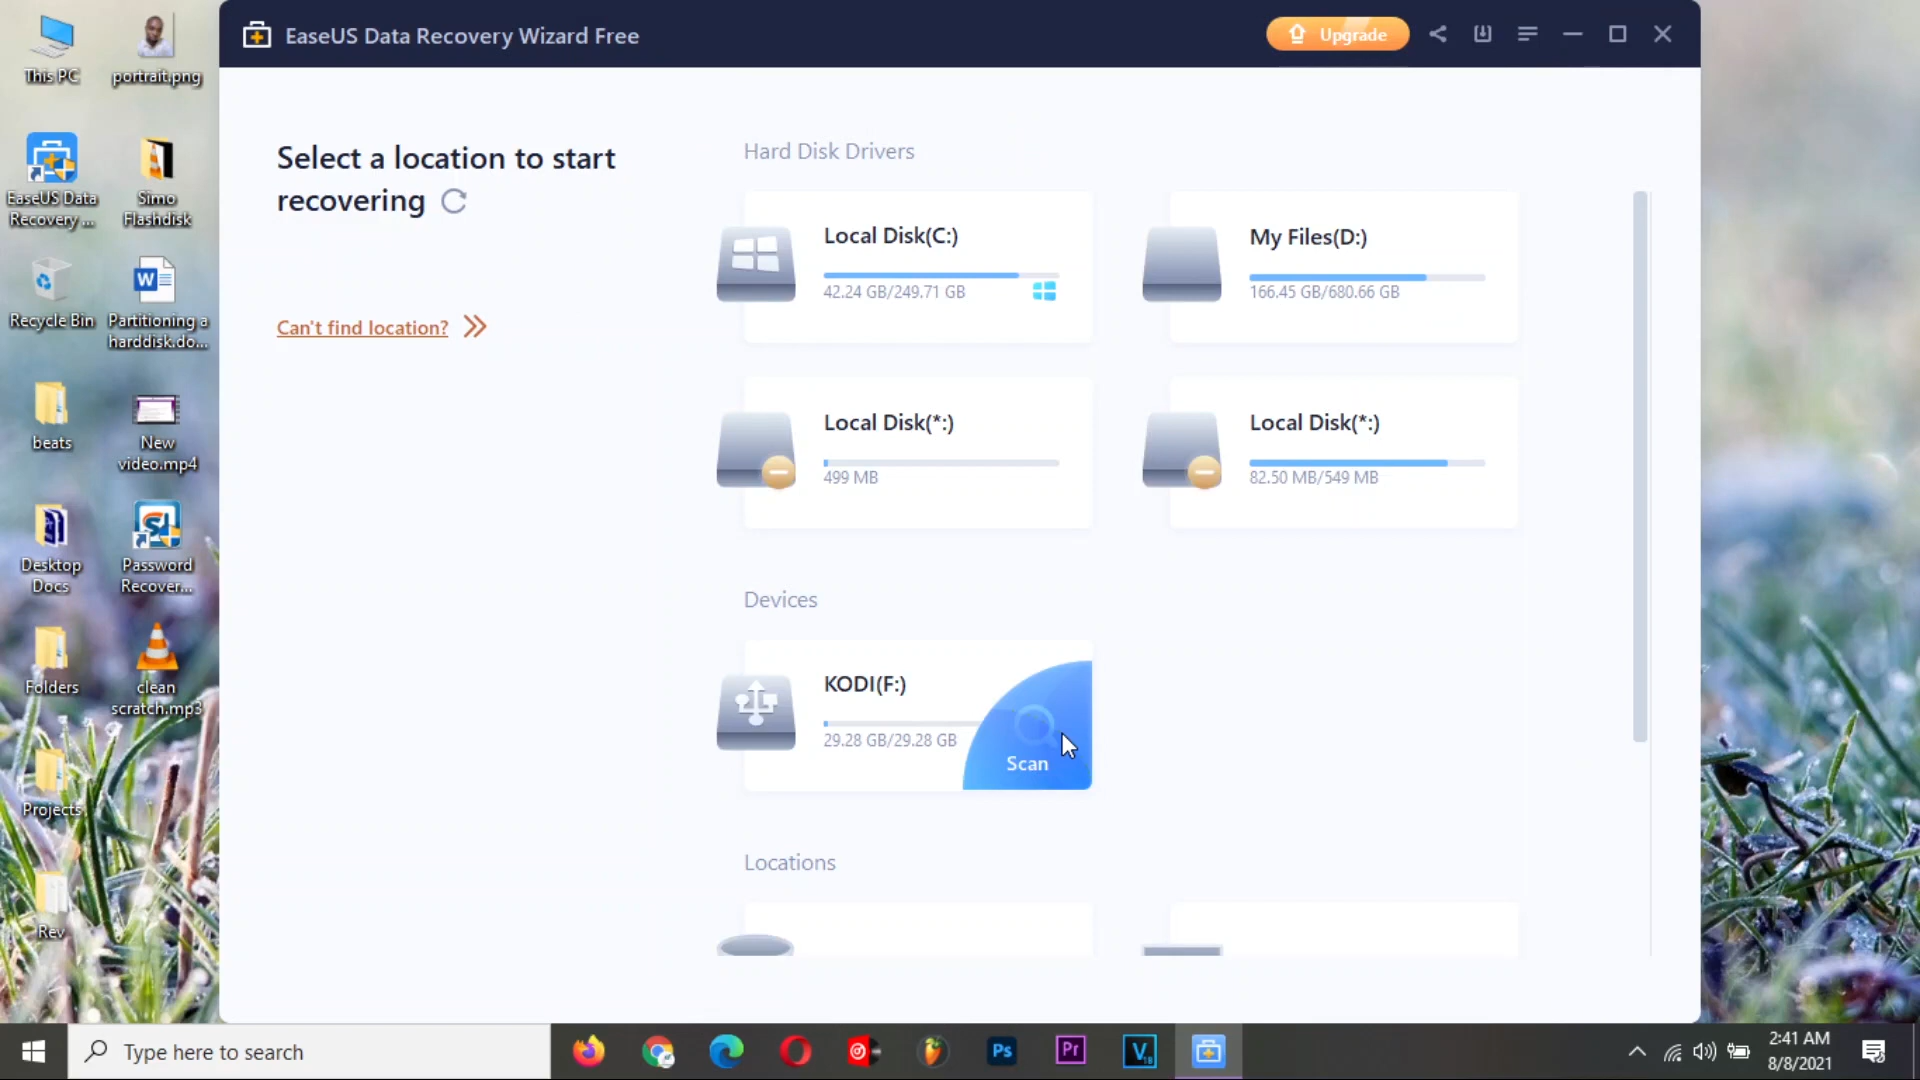 This PC
portrait.png
EaseUS Data
Recovery ...
Simo
Flashdisk
Recycle Bin
Partitioning a
harddisk.do...
beats
New
video.mp4
Desktop
Docs
Password
Recover...
Folders
clean
scratch.mp3
Projects
Rev
EaseUS Data Recovery Wizard Free
Upgrade
Select a location to start
recovering
Can't find location?
Hard Disk Drivers
Local Disk(C:)
42.24 GB/249.71 GB
My Files(D:)
166.45 GB/680.66 GB
Local Disk(*:)
499 MB
Local Disk(*:)
82.50 MB/549 MB
Devices
KODI(F:)
29.28 GB/29.28 GB
Scan
Locations
Type here to search
Ps
Pr
2:41 AM
8/8/2021